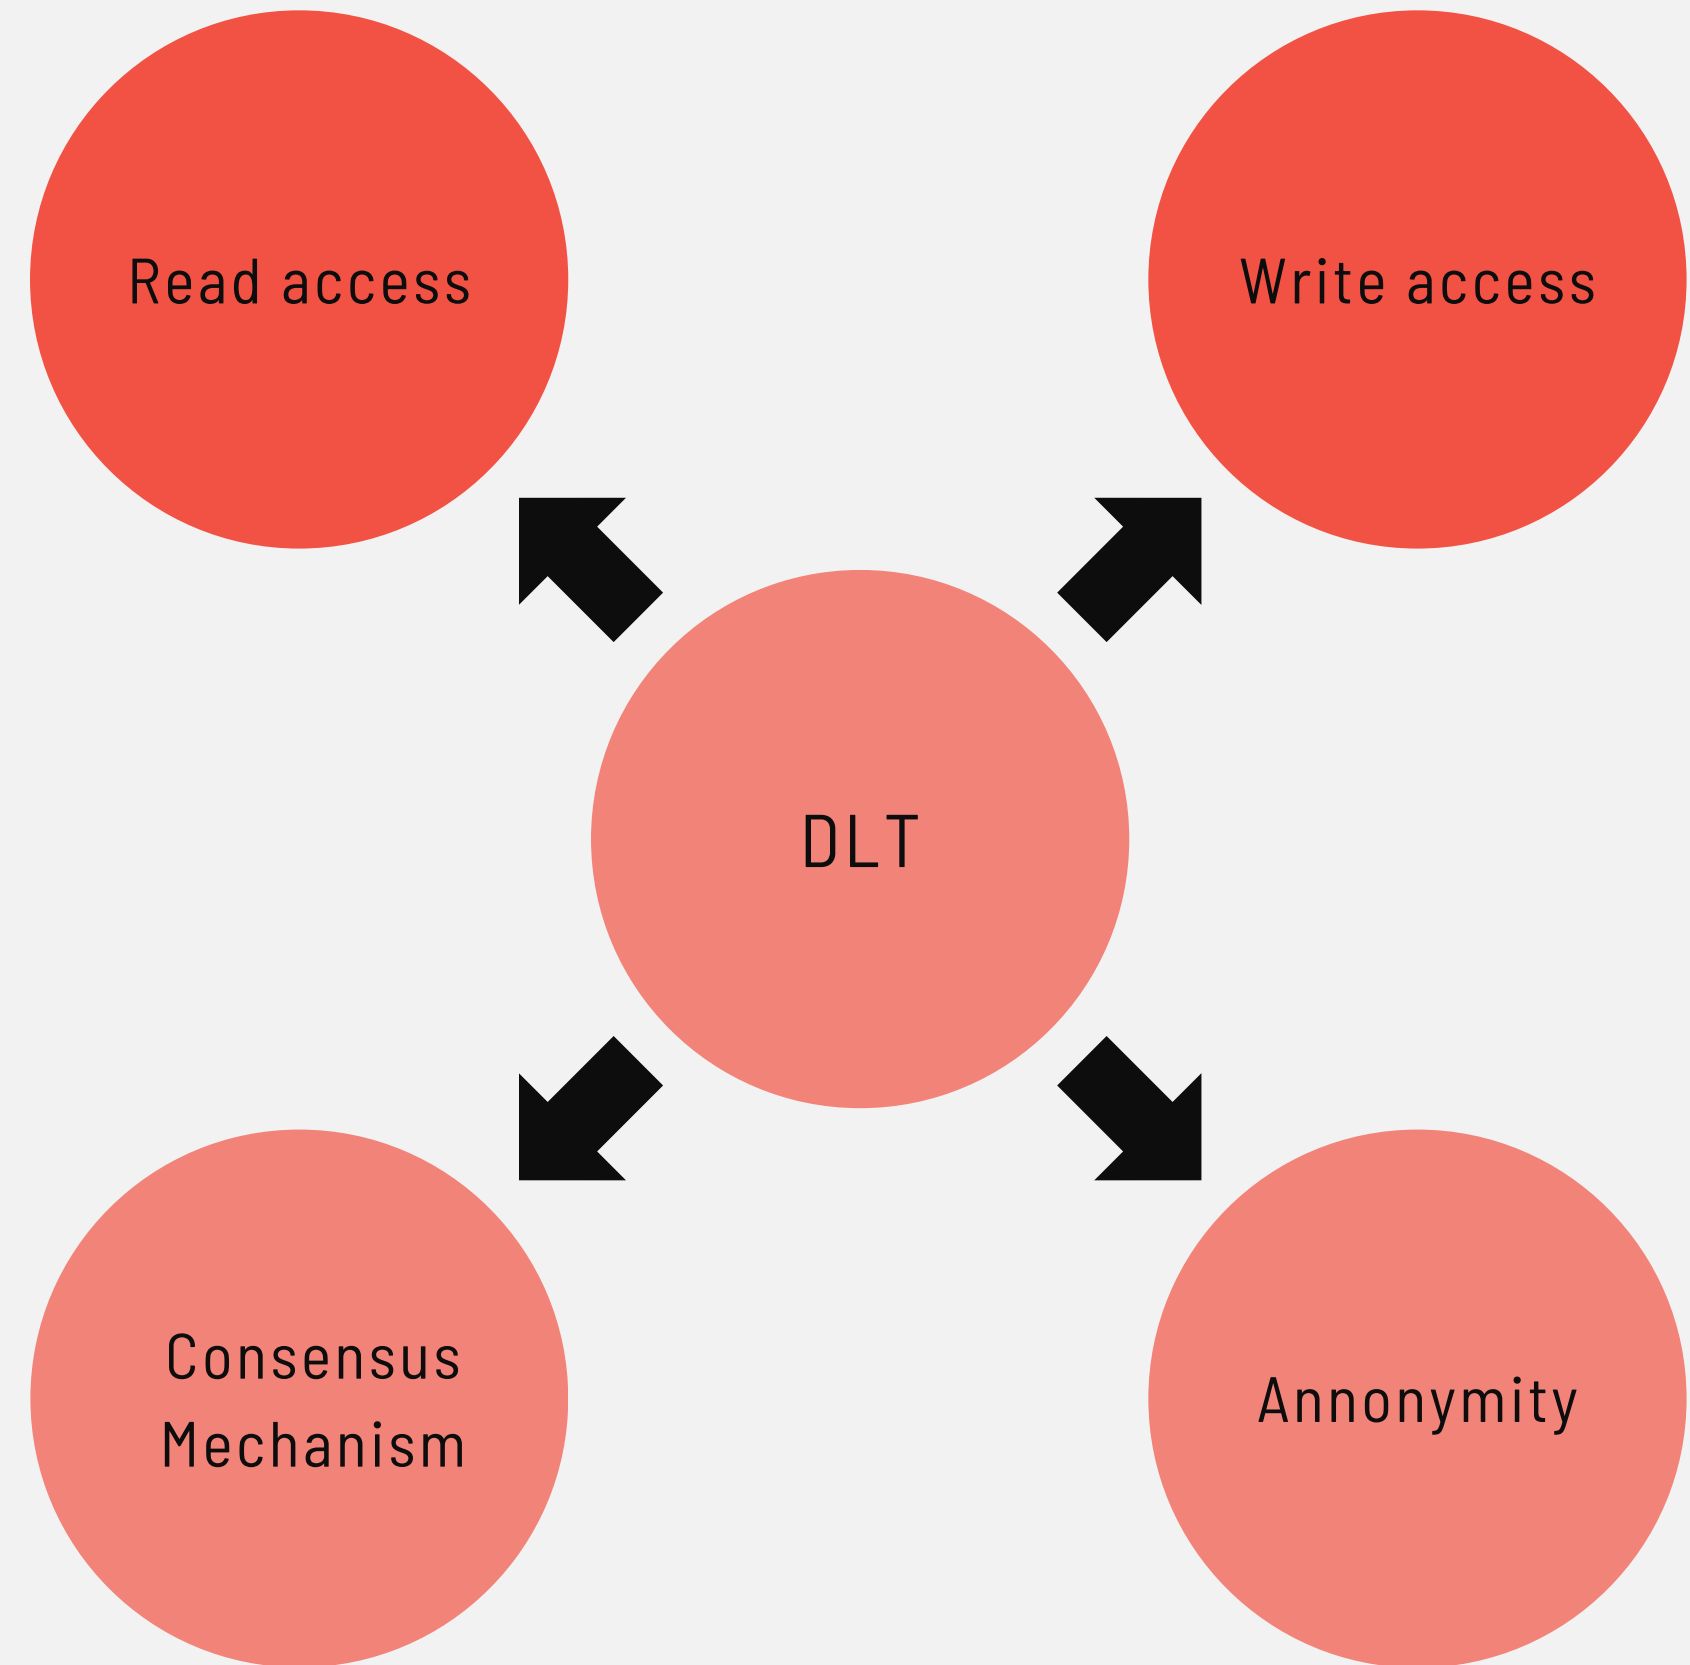 Read access
Write access
DLT
Consensus
Mechanism
Annonymity